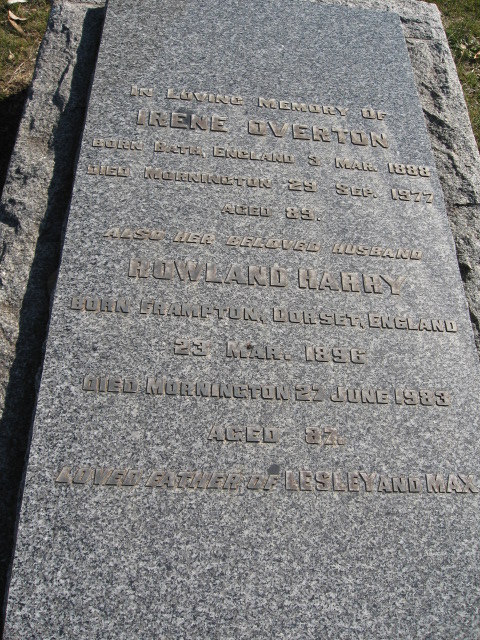 IN LOVING MEMORY OF
IRENE OVERTON
BORN BATH, ENGLAND 3 MAR. 1888
DIED MORNINGTON 29 SEP. 1977
AGED 89.
ALSO HER BELOVED HUSBAND
ROWLAND HARRY
BORN FRAMPTON, DORSET, ENGLAND
23 MAR. 1896
DIED MORNINGTON 27 JUNE 1983
AGED 87.
LOVED FATHER OF LESLEY AND MAX